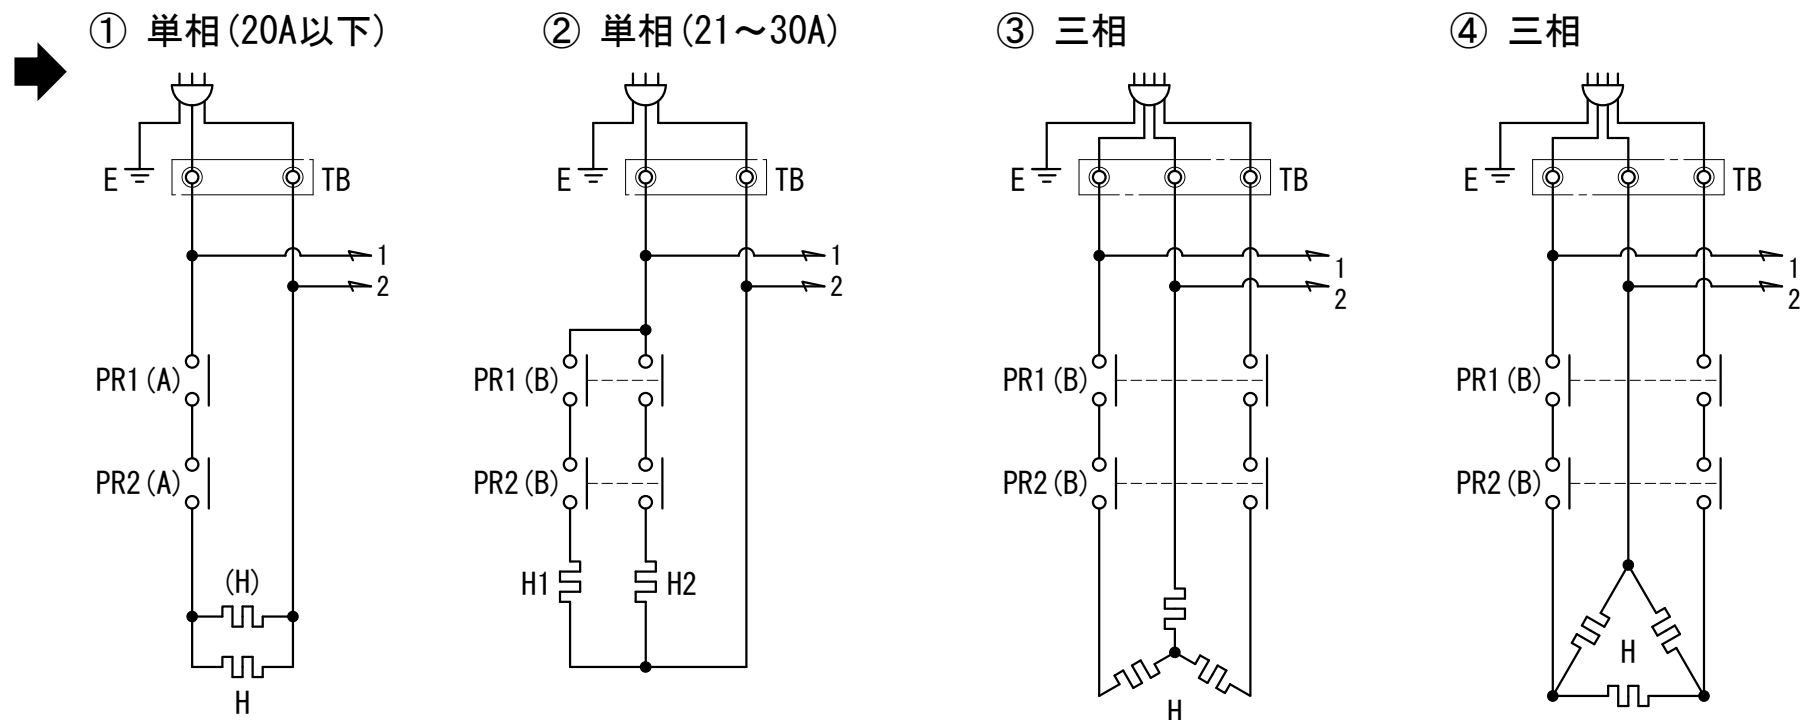 ① 単相(20A以下)
E
TB
1
2
PR1(A)
PR2(A)
(H)
H
② 単相(21～30A)
E
TB
1
2
PR1(B)
PR2(B)
H1
H2
③ 三相
E
TB
1
2
PR1(B)
PR2(B)
H
④ 三相
E
TB
1
2
PR1(B)
PR2(B)
H